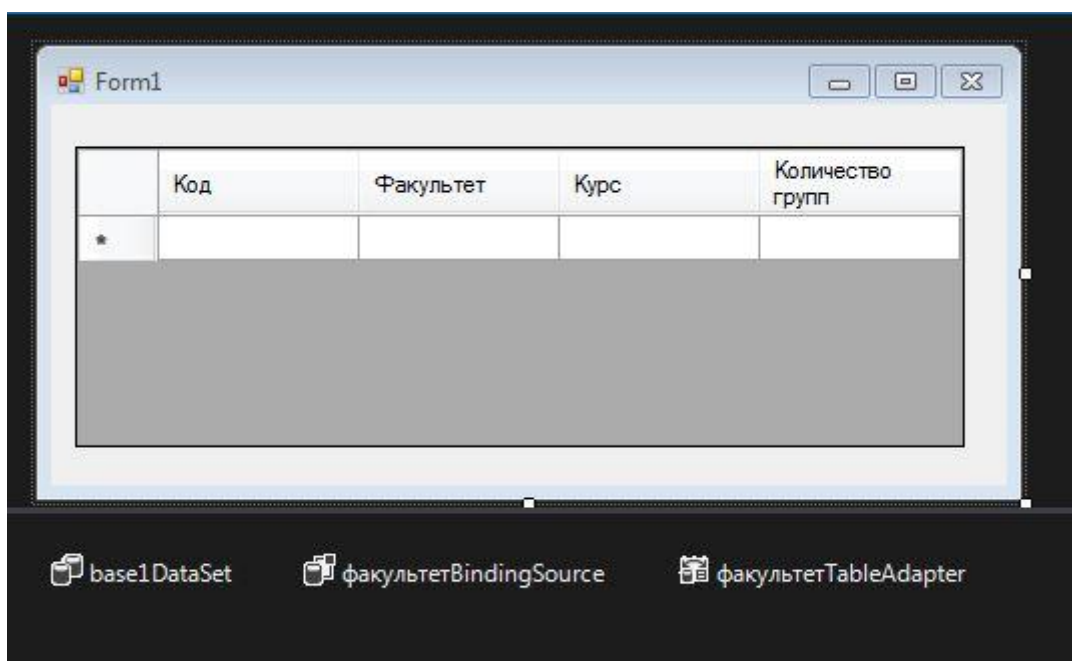 Form1
Код Факультет Курс Количество
групп
*
base1DataSet факультетBindingSource факультетTableAdapter